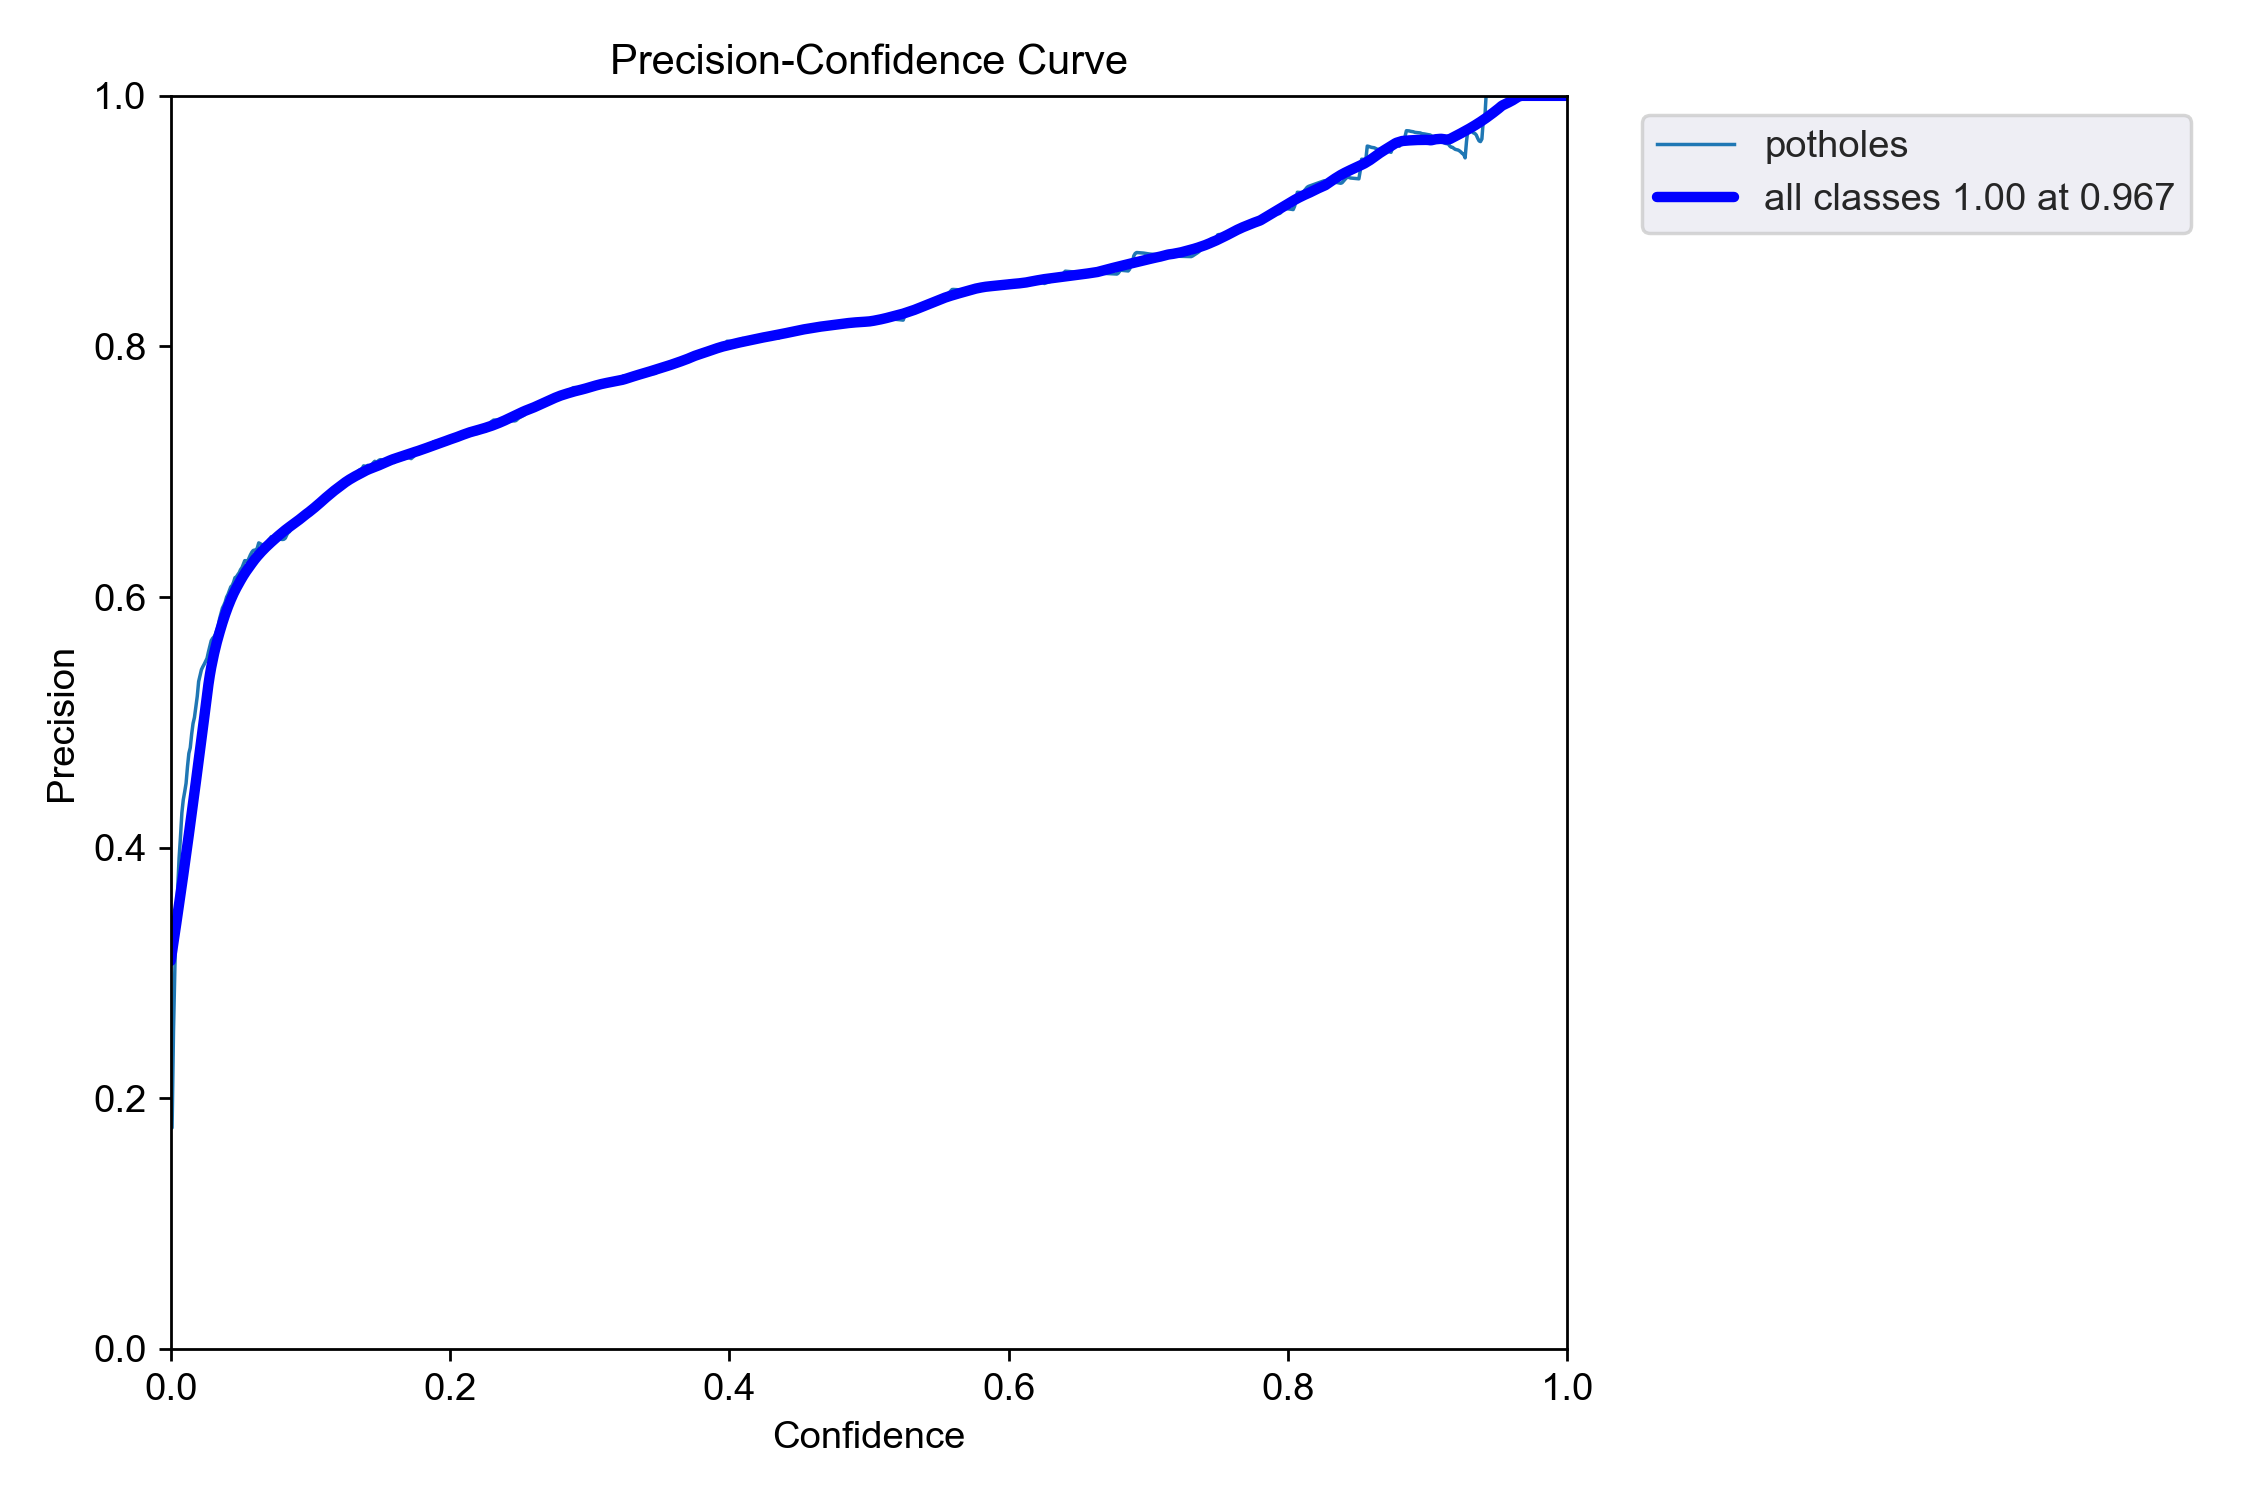 Precision-Confidence Curve
1.0
0.8
0.6
0.4
0.2
0.0
Precision
0.0 0.2 0.4 0.6 0.8 1.0
Confidence
potholes
all classes 1.00 at 0.967